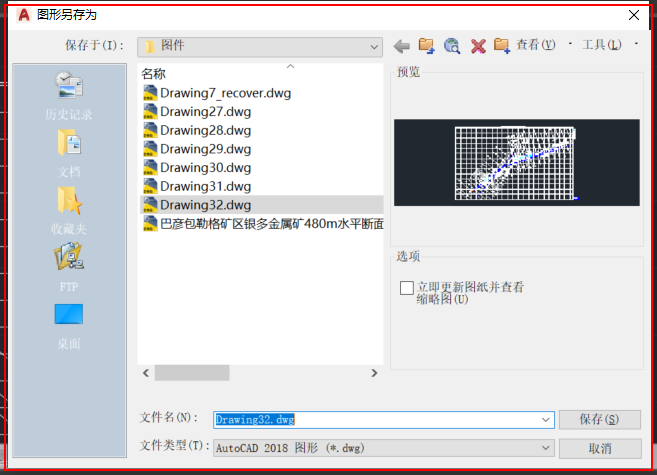 图形另存为
保存于(I):
图件
查看(V)
工具(L)
名称
Drawing7_recover.dwg
Drawing27.dwg
Drawing28.dwg
Drawing29.dwg
Drawing30.dwg
Drawing31.dwg
Drawing32.dwg
巴彦包勒格矿区银多金属矿480m水平断面
历史记录
文档
收藏夹
FTP
桌面
预览
选项
立即更新图纸并查看
缩略图(U)
文件名(N):
Drawing32.dwg
保存(S)
文件类型(T):
AutoCAD 2018 图形 (*.dwg)
取消